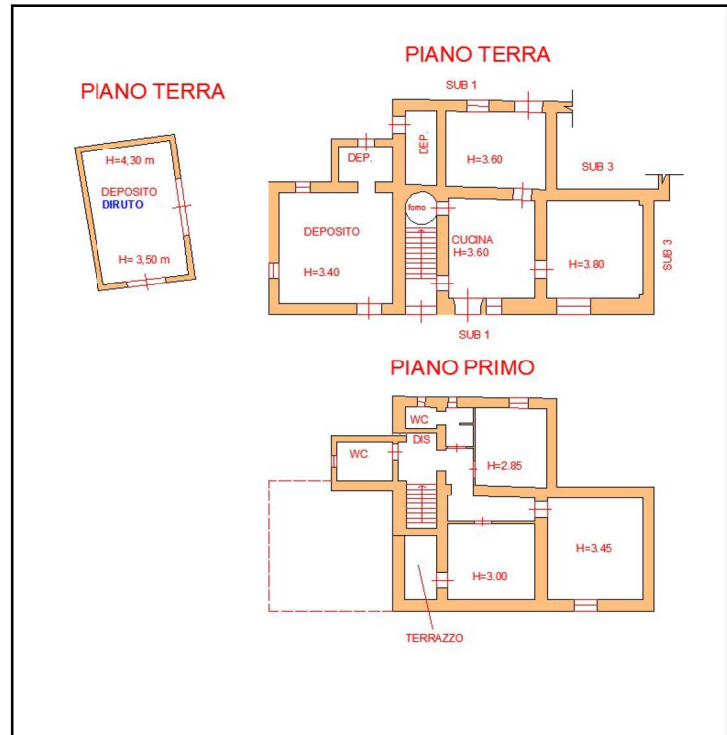 PIANO TERRA
H=4,30 m
DEPOSITO
DIRUTO
H= 3,50 m
PIANO TERRA
SUB 1
DEP.
DEP.
H=3.60
SUB 3
forno
DEPOSITO
CUCINA
H=3.60
H=3.40
H=3.80
SUB 3
SUB 1
PIANO PRIMO
WC
DIS
WC
H=2.85
H=3.45
H=3.00
TERRAZZO